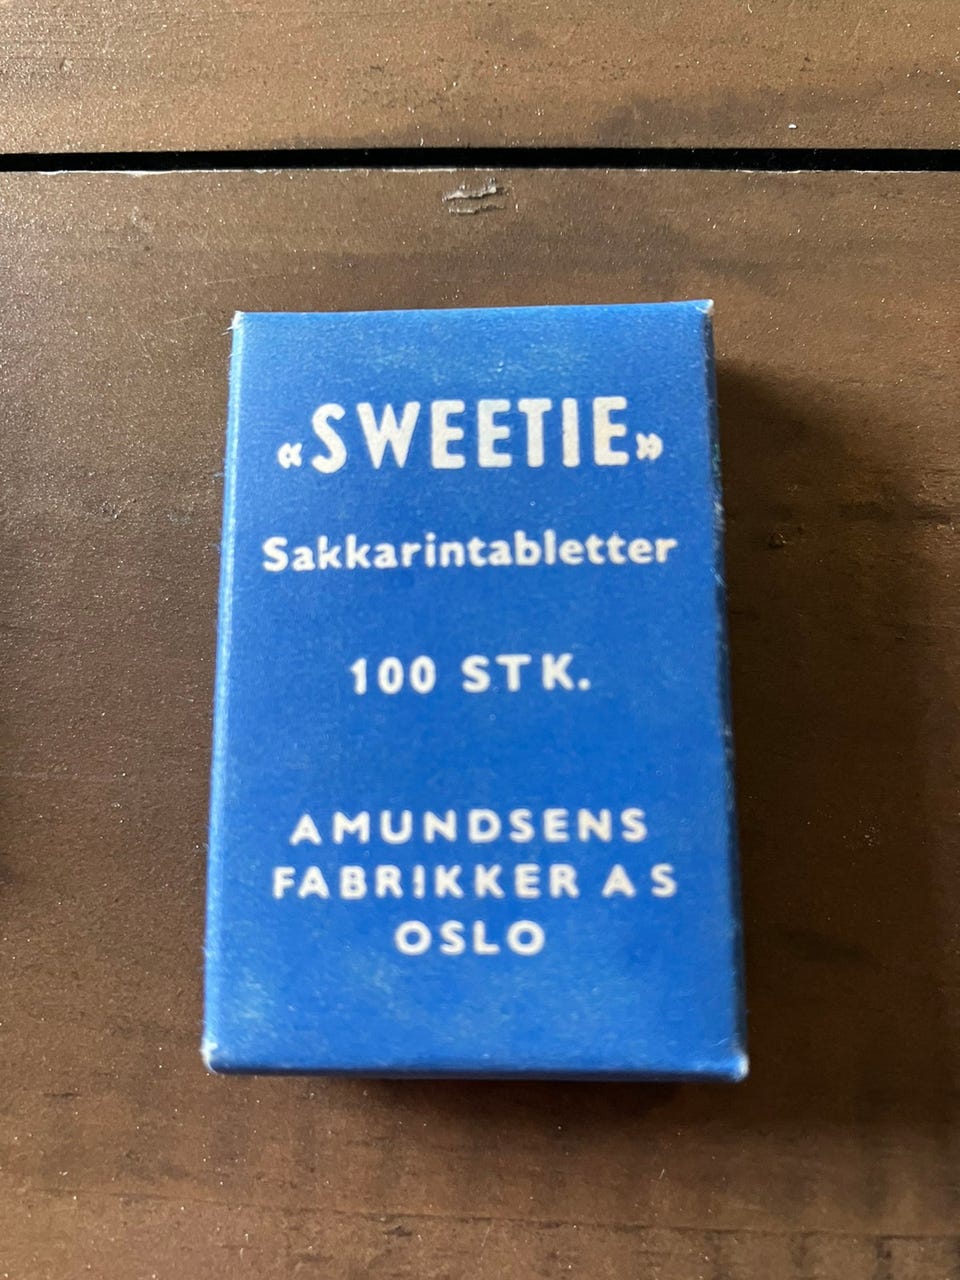 «SWEETIE»
Sakkarintabletter
100 STK.
AMUNDSENS
FABRIKKER AS
OSLO